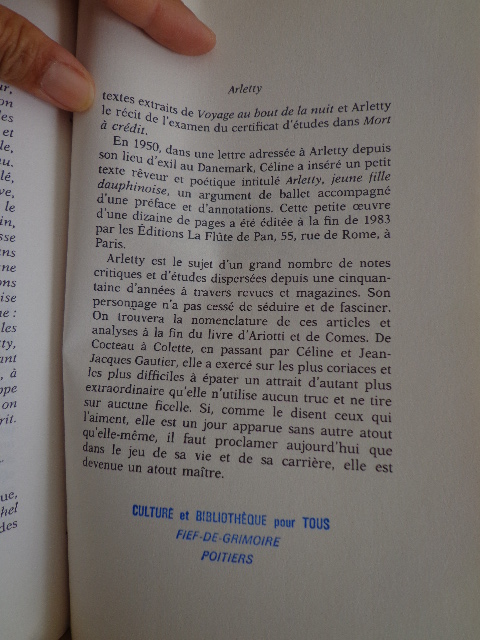 Arletty
textes extraits de Voyage au bout de la nuit et Arletty
le récit de l'examen du certificat d'études dans Mort
à crédit.
En 1950, dans une lettre adressée à Arletty depuis
son lieu d'exil au Danemark, Céline a inséré un petit
texte rêveur et poétique intitulé Arletty, jeune fille
dauphinoise, un argument de ballet accompagné
d'une préface et d'annotations. Cette petite œuvre
d'une dizaine de pages a été éditée à la fin de 1983
par les Éditions La Flûte de Pan, 55, rue de Rome, à
Paris.
Arletty est le sujet d'un grand nombre de notes
critiques et d'études dispersées depuis une cinquan-
taine d'années à travers revues et magazines. Son
personnage n'a pas cessé de séduire et de fasciner.
On trouvera la nomenclature de ces articles et
analyses à la fin du livre d'Ariotti et de Comes. De
Cocteau à Colette, en passant par Céline et Jean-
Jacques Gautier, elle a exercé sur les plus coriaces et
les plus difficiles à épater un attrait d'autant plus
extraordinaire qu'elle n'utilise aucun truc et ne tire
sur aucune ficelle. Si, comme le disent ceux qui
l'aiment, elle est un jour apparue sans autre atout
qu'elle-même, il faut proclamer aujourd'hui que
dans le jeu de sa vie et de sa carrière, elle est
devenue un atout maître.
CULTURE et BIBLIOTHÈQUE pour TOUS
FIEF-DE-GRIMOIRE
POITIERS